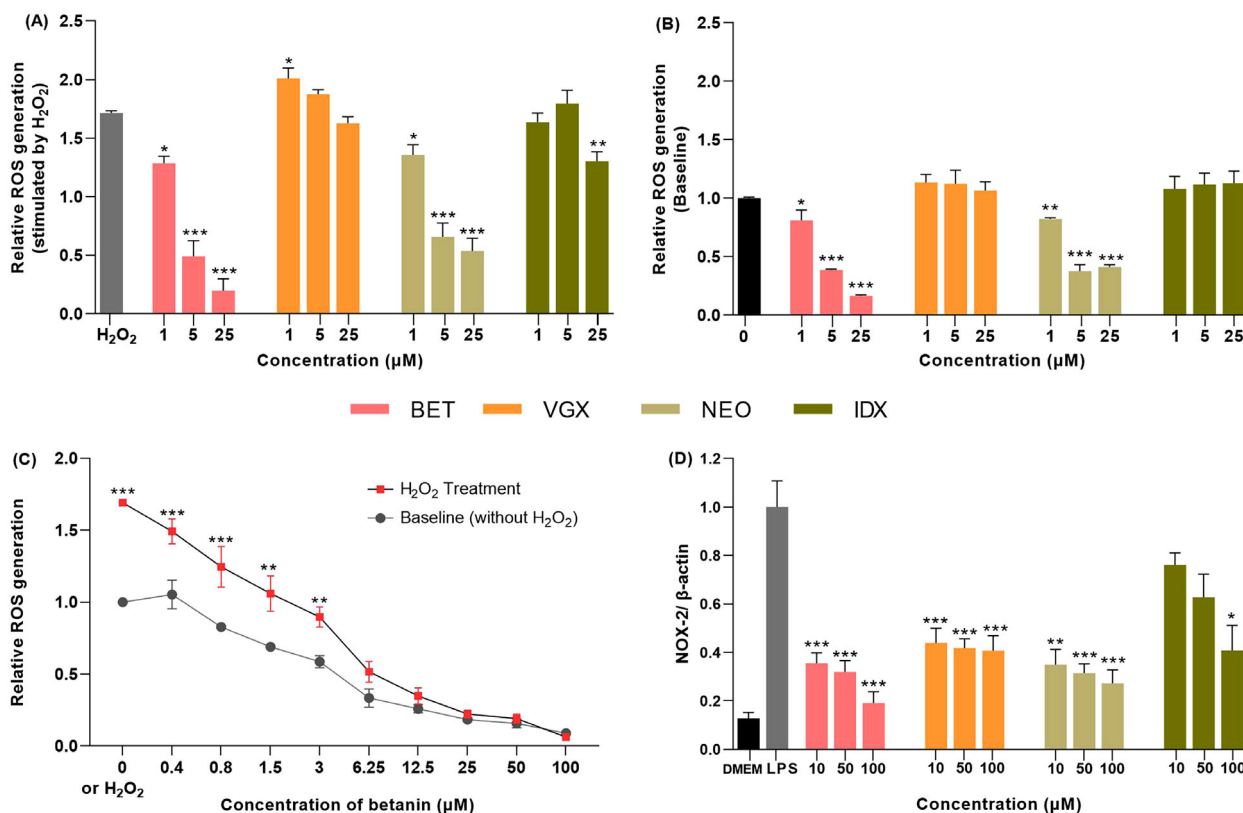 (A)
Relative ROS generation
(stimulated by H₂O₂)
2.5
2.0
1.5
1.0
0.5
0.0
* *** ***
*
* *** ***
**
H₂O₂ 1 5 25 1 5 25 1 5 25 1 5 25
Concentration (µM)
(B)
Relative ROS generation
(Baseline)
2.5
2.0
1.5
1.0
0.5
0.0
* *** ***
** *** ***
0 1 5 25 1 5 25 1 5 25 1 5 25
Concentration (µM)
BET VGX NEO IDX
(C)
Relative ROS generation
2.0
1.5
1.0
0.5
0.0
*** *** *** ** **
H₂O₂ Treatment
Baseline (without H₂O₂)
0 0.4 0.8 1.5 3 6.25 12.5 25 50 100
or H₂O₂
Concentration of betanin (µM)
(D)
NOX-2/ β-actin
1.2
1.0
0.8
0.6
0.4
0.2
0.0
*** *** ***
*** *** ***
** *** ***
*
DMEM LPS 10 50 100 10 50 100 10 50 100 10 50 100
Concentration (µM)